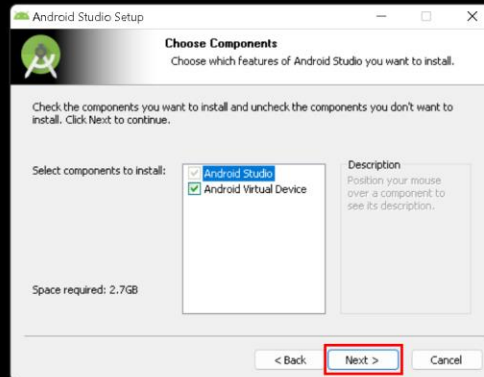 Android Studio Setup
Choose Components
Choose which features of Android Studio you want to install.
Check the components you want to install and uncheck the components you don't want to
install. Click Next to continue.
Select components to install:
Android Studio
Android Virtual Device
Description
Position your mouse
over a component to
see its description.
Space required: 2.7GB
< Back
Next >
Cancel